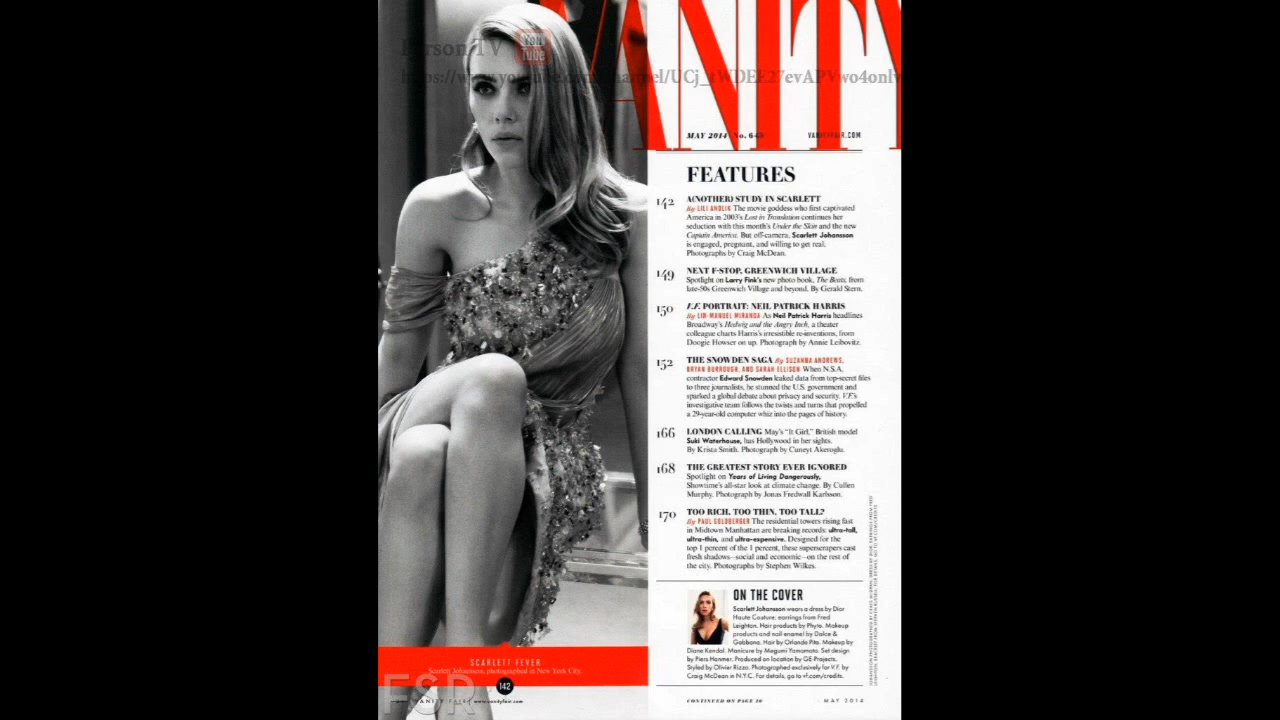 Person TV
You
Tube
VANITY
MAY 2014 No.
VANITYFAIR.COM
FEATURES
142
A(NOTHER) STUDY IN SCARLETT
By LILI ANOLIK The movie goddess who first captivated
America in 2003's Lost in Translation continues her
seduction with this month's Under the Skin and the new
Captain America. But off-camera, Scarlett Johansson
is engaged, pregnant, and willing to get real.
Photographs by Craig McDean.
149
NEXT F-STOP, GREENWICH VILLAGE
Spotlight on Larry Fink's new photo book, The Beats, from
late-50s Greenwich Village and beyond. By Gerald Stern.
150
V.F. PORTRAIT: NEIL PATRICK HARRIS
By LIN-MANUEL MIRANDA As Neil Patrick Harris headlines
Broadway's Hedwig and the Angry Inch, a theater
colleague charts Harris's irresistible re-inventions, from
Doogie Howser on up. Photograph by Annie Leibovitz.
152
THE SNOWDEN SAGA By SUZANNA ANDREWS,
BRYAN BURROUGH, AND SARAH ELLISON When N.S.A.
contractor Edward Snowden leaked data from top-secret files
to three journalists, he stunned the U.S. government and
sparked a global debate about privacy and security. V.F.'s
investigative team follows the twists and turns that propelled
a 29-year-old computer whiz into the pages of history.
166
LONDON CALLING May's "It Girl," British model
Suki Waterhouse, has Hollywood in her sights.
By Krista Smith. Photograph by Cuneyt Akeroglu.
168
THE GREATEST STORY EVER IGNORED
Spotlight on Years of Living Dangerously,
Showtime's all-star look at climate change. By Cullen
Murphy. Photograph by Jonas Fredwall Karlsson.
170
TOO RICH, TOO THIN, TOO TALL?
By PAUL GOLDBERGER The residential towers rising fast
in Midtown Manhattan are breaking records: ultra-tall,
ultra-thin, and ultra-expensive. Designed for the
top 1 percent of the 1 percent, these superscrapers cast
fresh shadows—social and economic—on the rest of
the city. Photographs by Stephen Wilkes.
ON THE COVER
Scarlett Johansson wears a dress by Dior
Haute Couture; earrings from Fred
Leighton. Hair products by Phyto. Makeup
products and nail enamel by Dolce &
Gabbana. Hair by Orlando Pita. Makeup by
Diane Kendal. Manicure by Megumi Yamamoto. Set design
by Piers Hanmer. Produced on location by GE-Projects.
Styled by Olivier Rizzo. Photographed exclusively for V.F. by
Craig McDean in N.Y.C. For details, go to vf.com/credits.
SCARLETT FEVER
Scarlett Johansson, photographed in New York City.
142
FSR
VANITY FAIR www.vanityfair.com
CONTINUED ON PAGE 20
MAY 2014